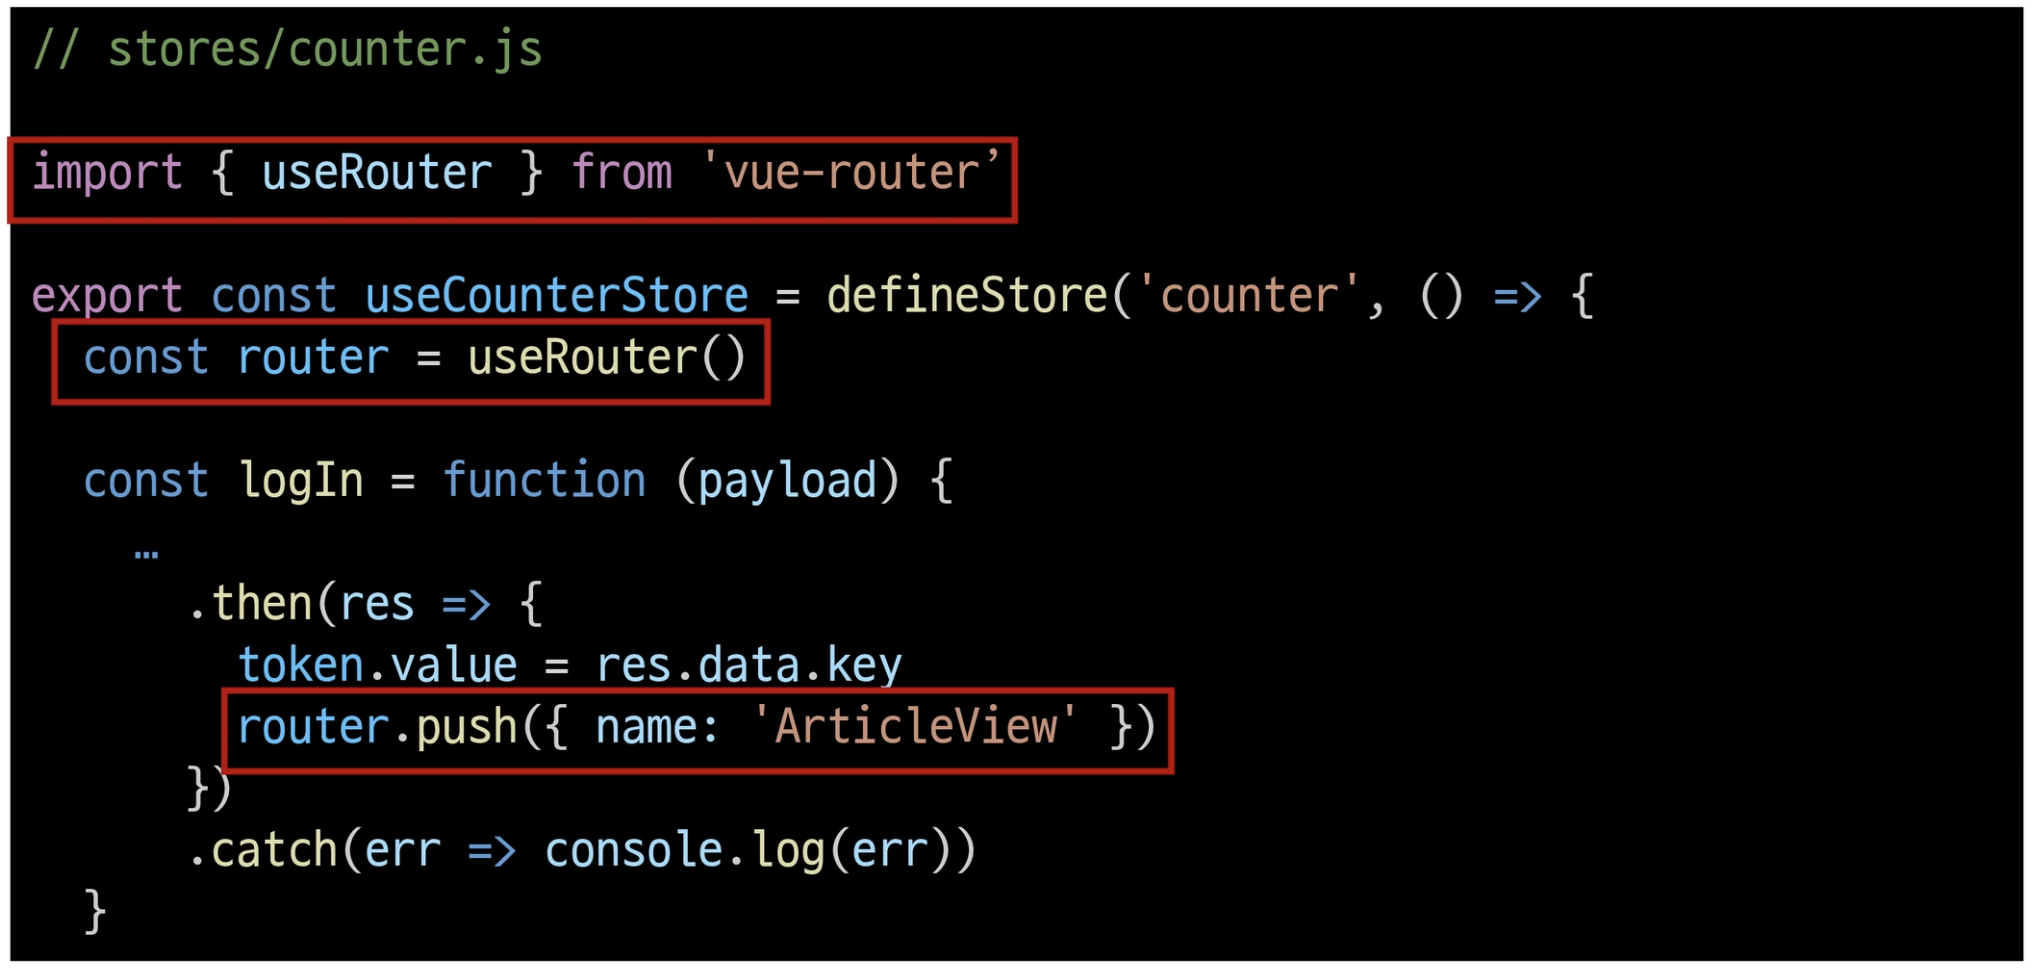 // stores/counter.js
import { useRouter } from 'vue-router’
export const useCounterStore = defineStore('counter', () => {
const router = useRouter()
const logIn = function (payload) {
…
.then(res => {
token.value = res.data.key
router.push({ name: 'ArticleView' })
})
.catch(err => console.log(err))
}